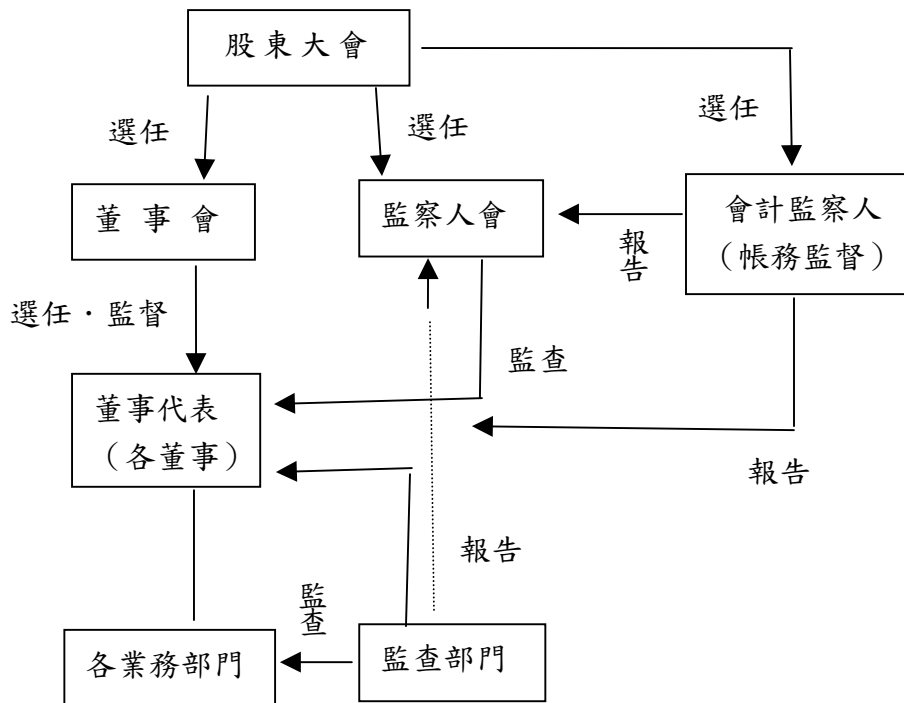 股東大會
選任
選任
選任
董事會
監察人會
報告
會計監察人
（帳務監督）
選任．監督
監查
董事代表
（各董事）
報告
報告
監查
各業務部門
監查部門